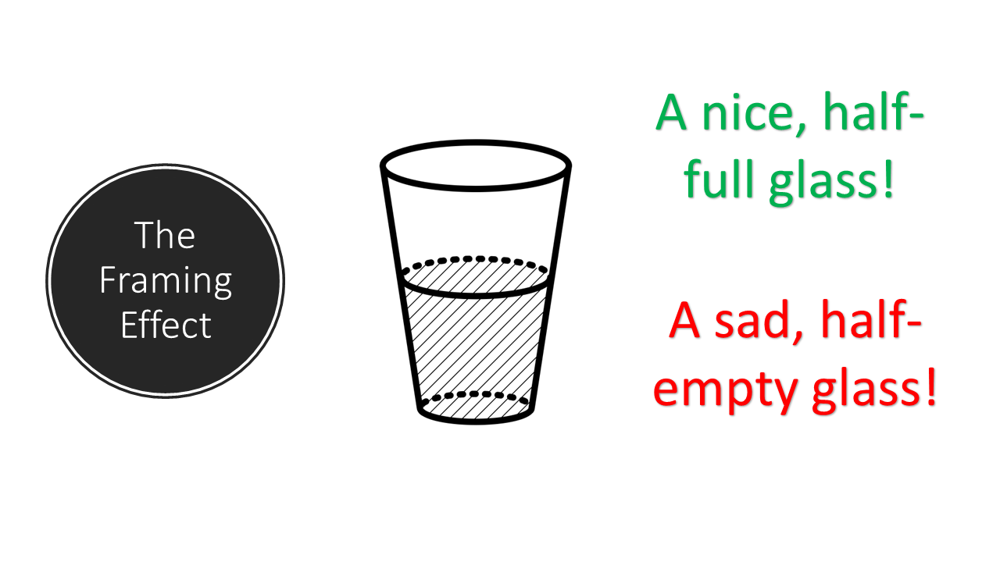 The
Framing
Effect
A nice, half-
full glass!
A sad, half-
empty glass!